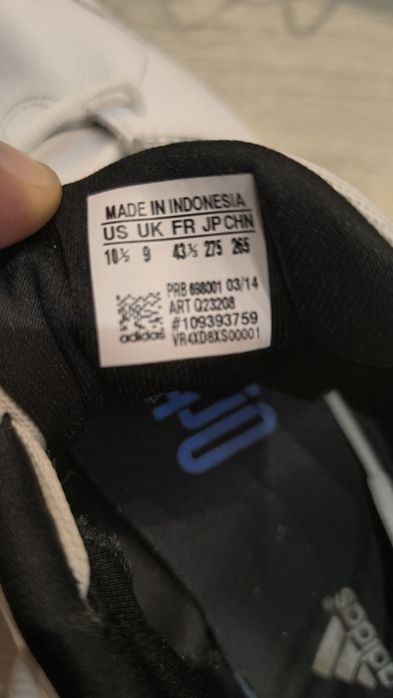 MADE IN INDONESIA
US UK FR JP CHN
10½ 9 43⅓ 275 265
PRB 698001 03/14
ART Q23208
#109393759
adidas VR4XD8XS00001
adidas